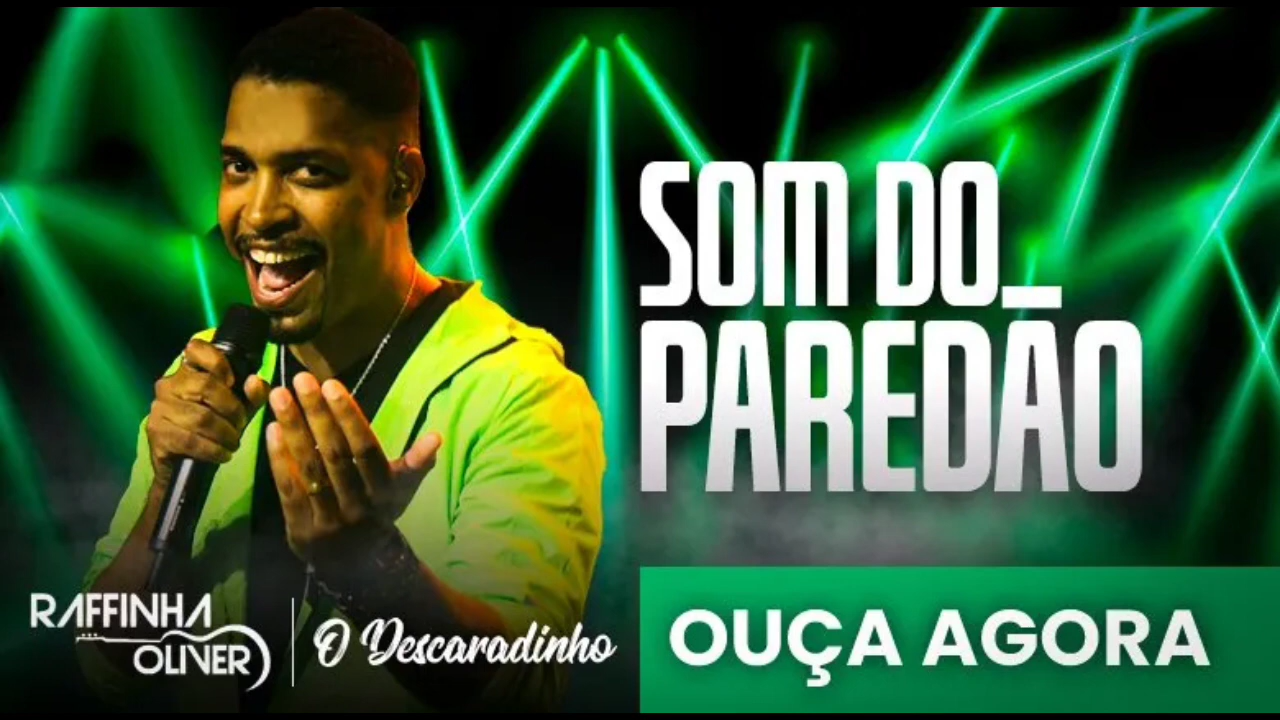 SOM DO
PAREDÃO
RAFFINHA
OLIVER
O Descaradinho
OUÇA AGORA